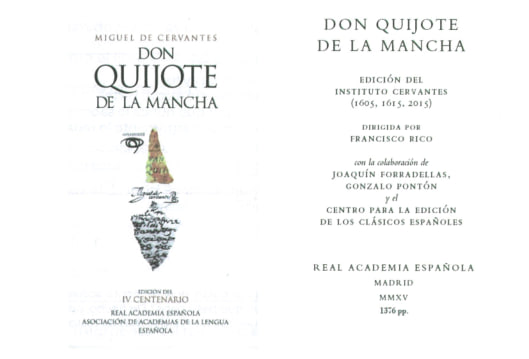 MIGUEL DE CERVANTES
DON
QUIJOTE
DE LA MANCHA
EDICIÓN DEL
IV CENTENARIO
REAL ACADEMIA ESPAÑOLA
ASOCIACIÓN DE ACADEMIAS DE LA LENGUA
ESPAÑOLA
DON QUIJOTE
DE LA MANCHA
EDICIÓN DEL
INSTITUTO CERVANTES
(1605, 1615, 2015)
DIRIGIDA POR
FRANCISCO RICO
con la colaboración de
JOAQUÍN FORRADELLAS,
GONZALO PONTÓN
y el
CENTRO PARA LA EDICIÓN
DE LOS CLÁSICOS ESPAÑOLES
REAL ACADEMIA ESPAÑOLA
MADRID
MMXV
1376 pp.